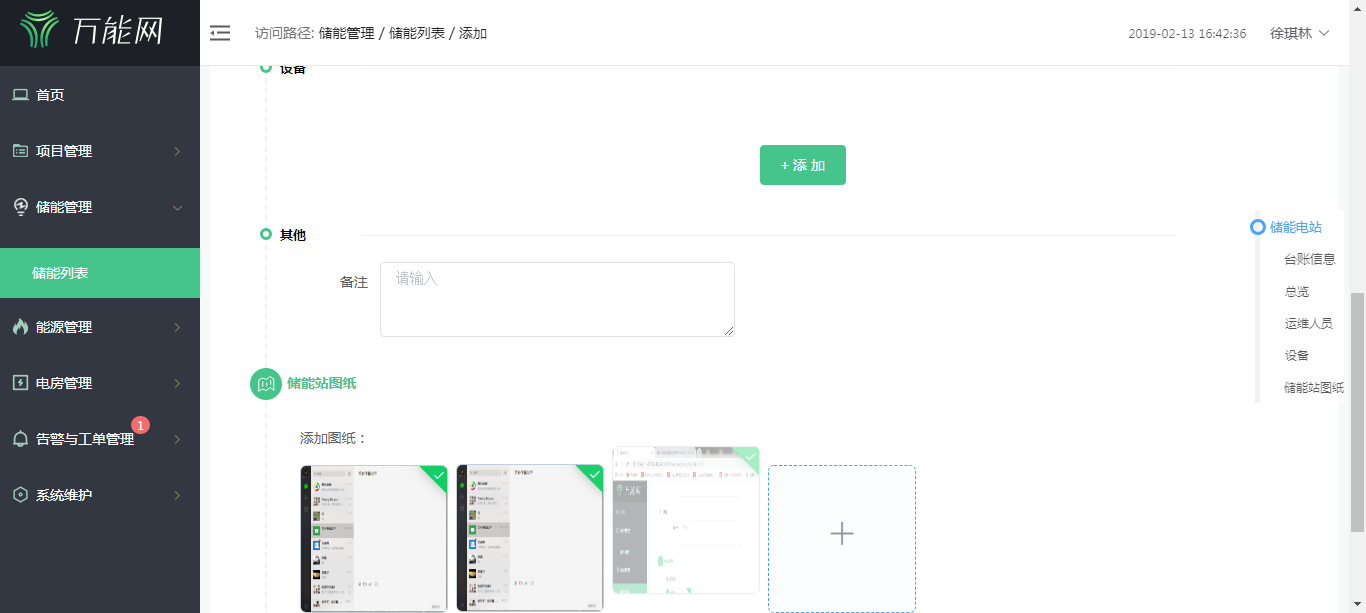 万能网
访问路径: 储能管理 / 储能列表 / 添加
2019-02-13 16:42:36
徐琪林
首页
项目管理
储能管理
储能列表
能源管理
电房管理
告警与工单管理
1
系统维护
设备
+ 添 加
其他
备注
请输入
储能站图纸
添加图纸：
储能电站
台账信息
总览
运维人员
设备
储能站图纸